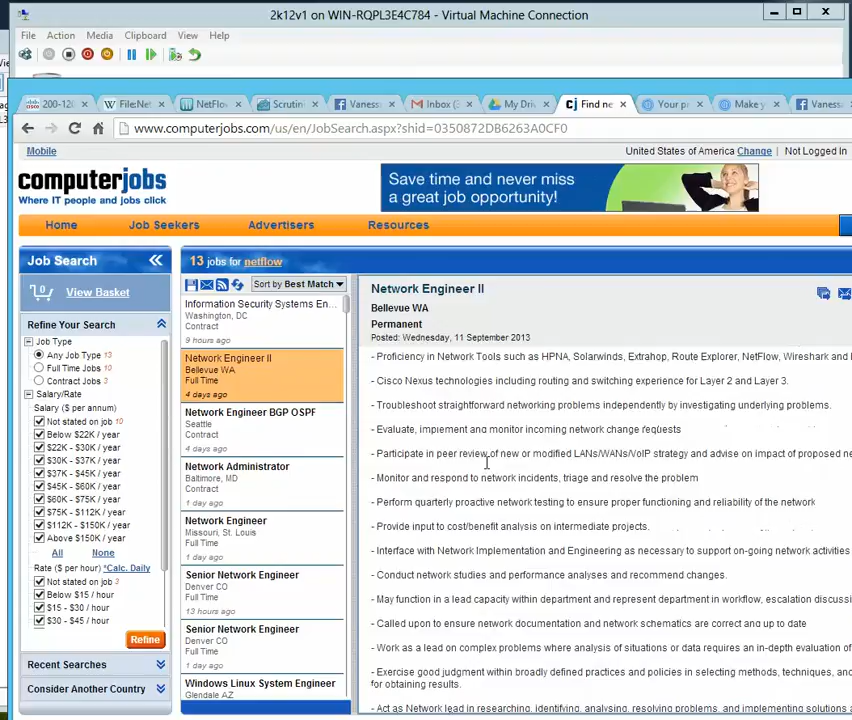 2k12v1 on WIN-RQPL3E4C784 - Virtual Machine Connection
File Action Media Clipboard View Help
200-12 FileNet NetFlow Scrutin Vaness Inbox ( My Driv Find ne Your p Make y Vaness
www.computerjobs.com/us/en/JobSearch.aspx?shid=0350872DB6263A0CF0
Mobile
United States of America Change Not Logged In
computerjobs
Where IT people and jobs click
Save time and never miss
a great job opportunity!
Home Job Seekers Advertisers Resources
Job Search
13 jobs for netflow
View Basket
Refine Your Search
Job Type
Any Job Type 13
Full Time Jobs 10
Contract Jobs 3
Salary/Rate
Salary ($ per annum)
Not stated on job 10
Below $22K / year
$22K - $30K / year
$30K - $37K / year
$37K - $45K / year
$45K - $60K / year
$60K - $75K / year
$75K - $112K / year
$112K - $150K / year
Above $150K / year
All None
Rate ($ per hour) *Calc. Daily
Not stated on job 3
Below $15 / hour
$15 - $30 / hour
$30 - $45 / hour
Refine
Recent Searches
Consider Another Country
Sort by Best Match
Information Security Systems En...
Washington, DC
Contract
9 hours ago
Network Engineer II
Bellevue WA
Full Time
4 days ago
Network Engineer BGP OSPF
Seattle
Contract
4 days ago
Network Administrator
Baltimore, MD
Contract
1 day ago
Network Engineer
Missouri, St. Louis
Full Time
1 day ago
Senior Network Engineer
Denver CO
Full Time
13 hours ago
Senior Network Engineer
Denver CO
Full Time
1 day ago
Windows Linux System Engineer
Glendale AZ
Network Engineer II
Bellevue WA
Permanent
Posted: Wednesday, 11 September 2013
- Proficiency in Network Tools such as HPNA, Solarwinds, Extrahop, Route Explorer, NetFlow, Wireshark and
- Cisco Nexus technologies including routing and switching experience for Layer 2 and Layer 3.
- Troubleshoot straightforward networking problems independently by investigating underlying problems.
- Evaluate, implement and monitor incoming network change requests
- Participate in peer review of new or modified LANs/WANs/VoIP strategy and advise on impact of proposed ne
- Monitor and respond to network incidents, triage and resolve the problem
- Perform quarterly proactive network testing to ensure proper functioning and reliability of the network
- Provide input to cost/benefit analysis on intermediate projects.
- Interface with Network Implementation and Engineering as necessary to support on-going network activities
- Conduct network studies and performance analyses and recommend changes.
- May function in a lead capacity within department and represent department in workflow, escalation discussi
- Called upon to ensure network documentation and network schematics are correct and up to date
- Work as a lead on complex problems where analysis of situations or data requires an in-depth evaluation of
- Exercise good judgment within broadly defined practices and policies in selecting methods, techniques, and
for obtaining results.
- Act as Network lead in researching, identifying, analysing, resolving problems, and implementing solutions